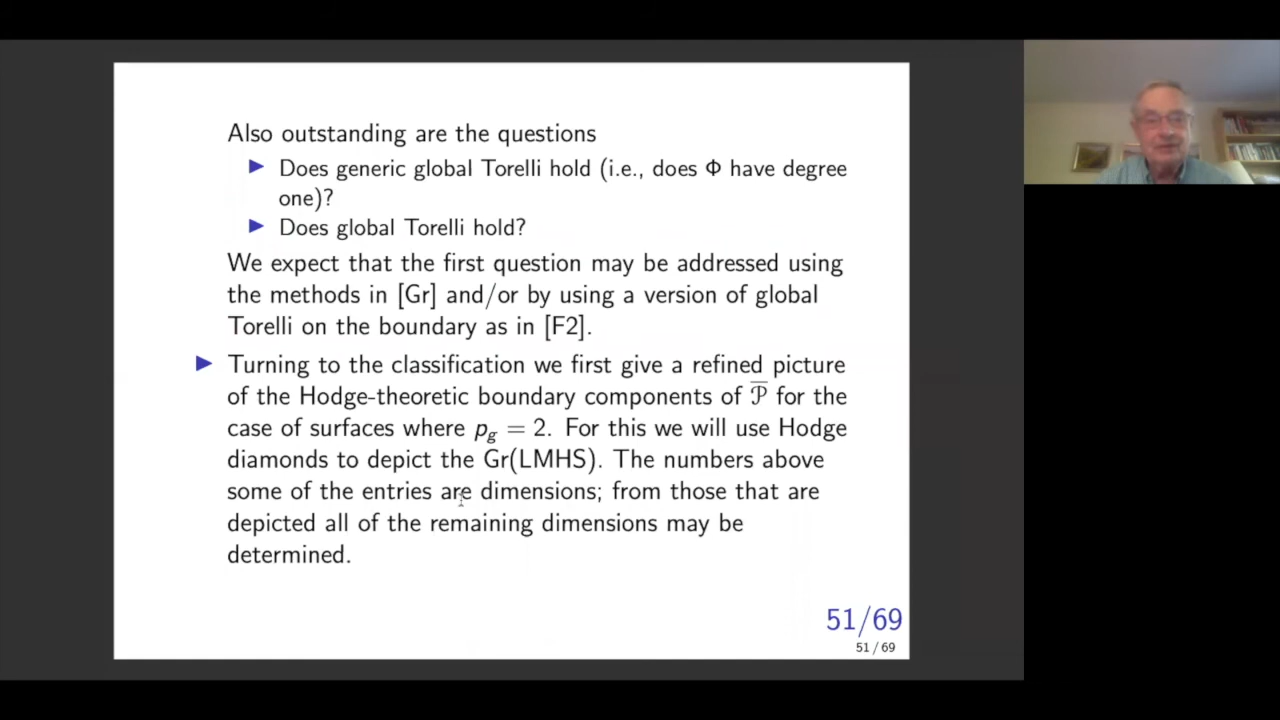 Also outstanding are the questions
▶ Does generic global Torelli hold (i.e., does Φ have degree
one)?
▶ Does global Torelli hold?
We expect that the first question may be addressed using
the methods in [Gr] and/or by using a version of global
Torelli on the boundary as in [F2].
▶ Turning to the classification we first give a refined picture
of the Hodge-theoretic boundary components of 𝒫̅ for the
case of surfaces where p_g = 2. For this we will use Hodge
diamonds to depict the Gr(LMHS). The numbers above
some of the entries are dimensions; from those that are
depicted all of the remaining dimensions may be
determined.
51/69
51 / 69